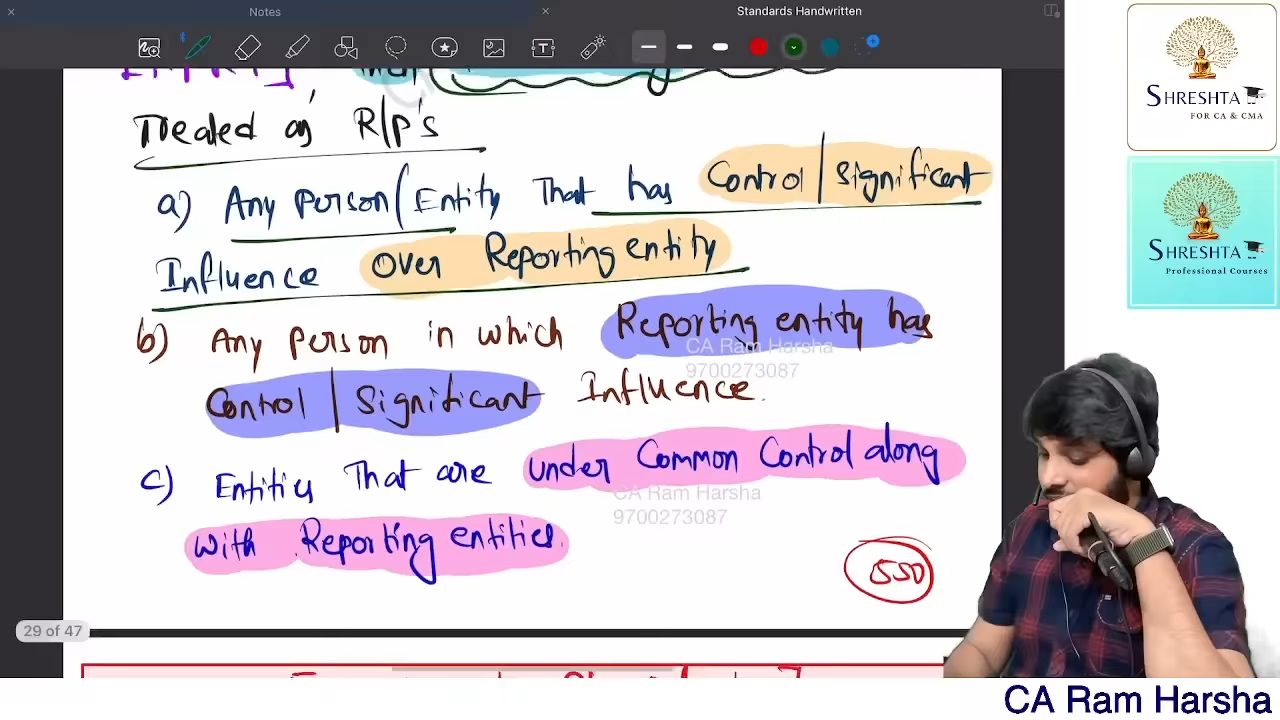 Notes
Standards Handwritten
SHRESHTA
FOR CA & CMA
Treated as R/P's
a) Any person/Entity That has Control/Significant
Influence Over Reporting entity
b) Any person in which Reporting entity has
Control/Significant Influence.
CA Ram Harsha
9700273087
c) Entities That are under Common Control along
with Reporting entities.
CA Ram Harsha
9700273087
550
29 of 47
SHRESHTA
Professional Courses
CA Ram Harsha